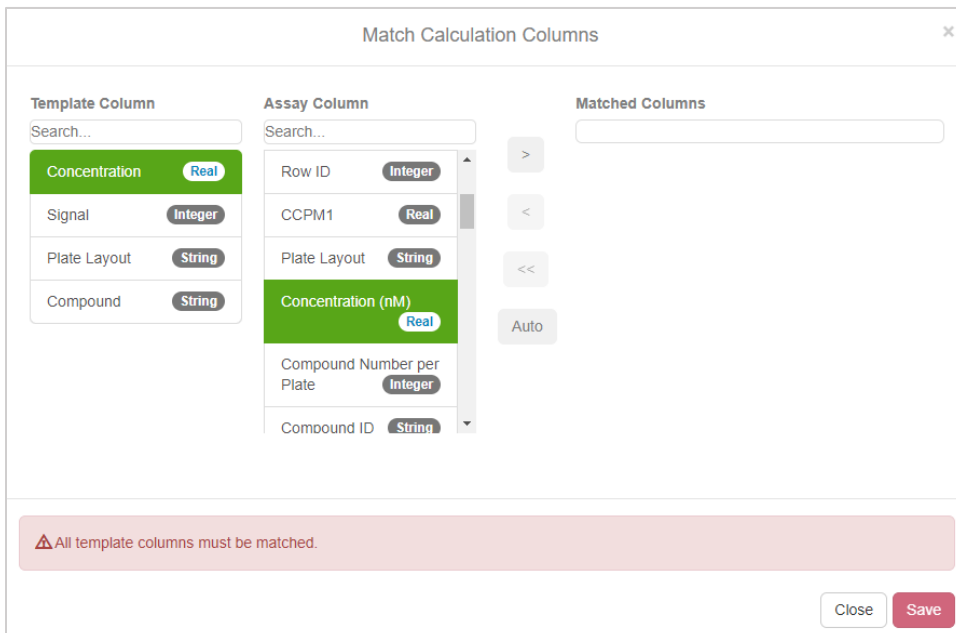 Match Calculation Columns
×
Template Column
Assay Column
Matched Columns
Search...
Search...
Concentration Real
Signal Integer
Plate Layout String
Compound String
Row ID Integer
CCPM1 Real
Plate Layout String
Concentration (nM)
Real
Compound Number per
Plate Integer
Compound ID String
>
<
<<
Auto
All template columns must be matched.
Close
Save